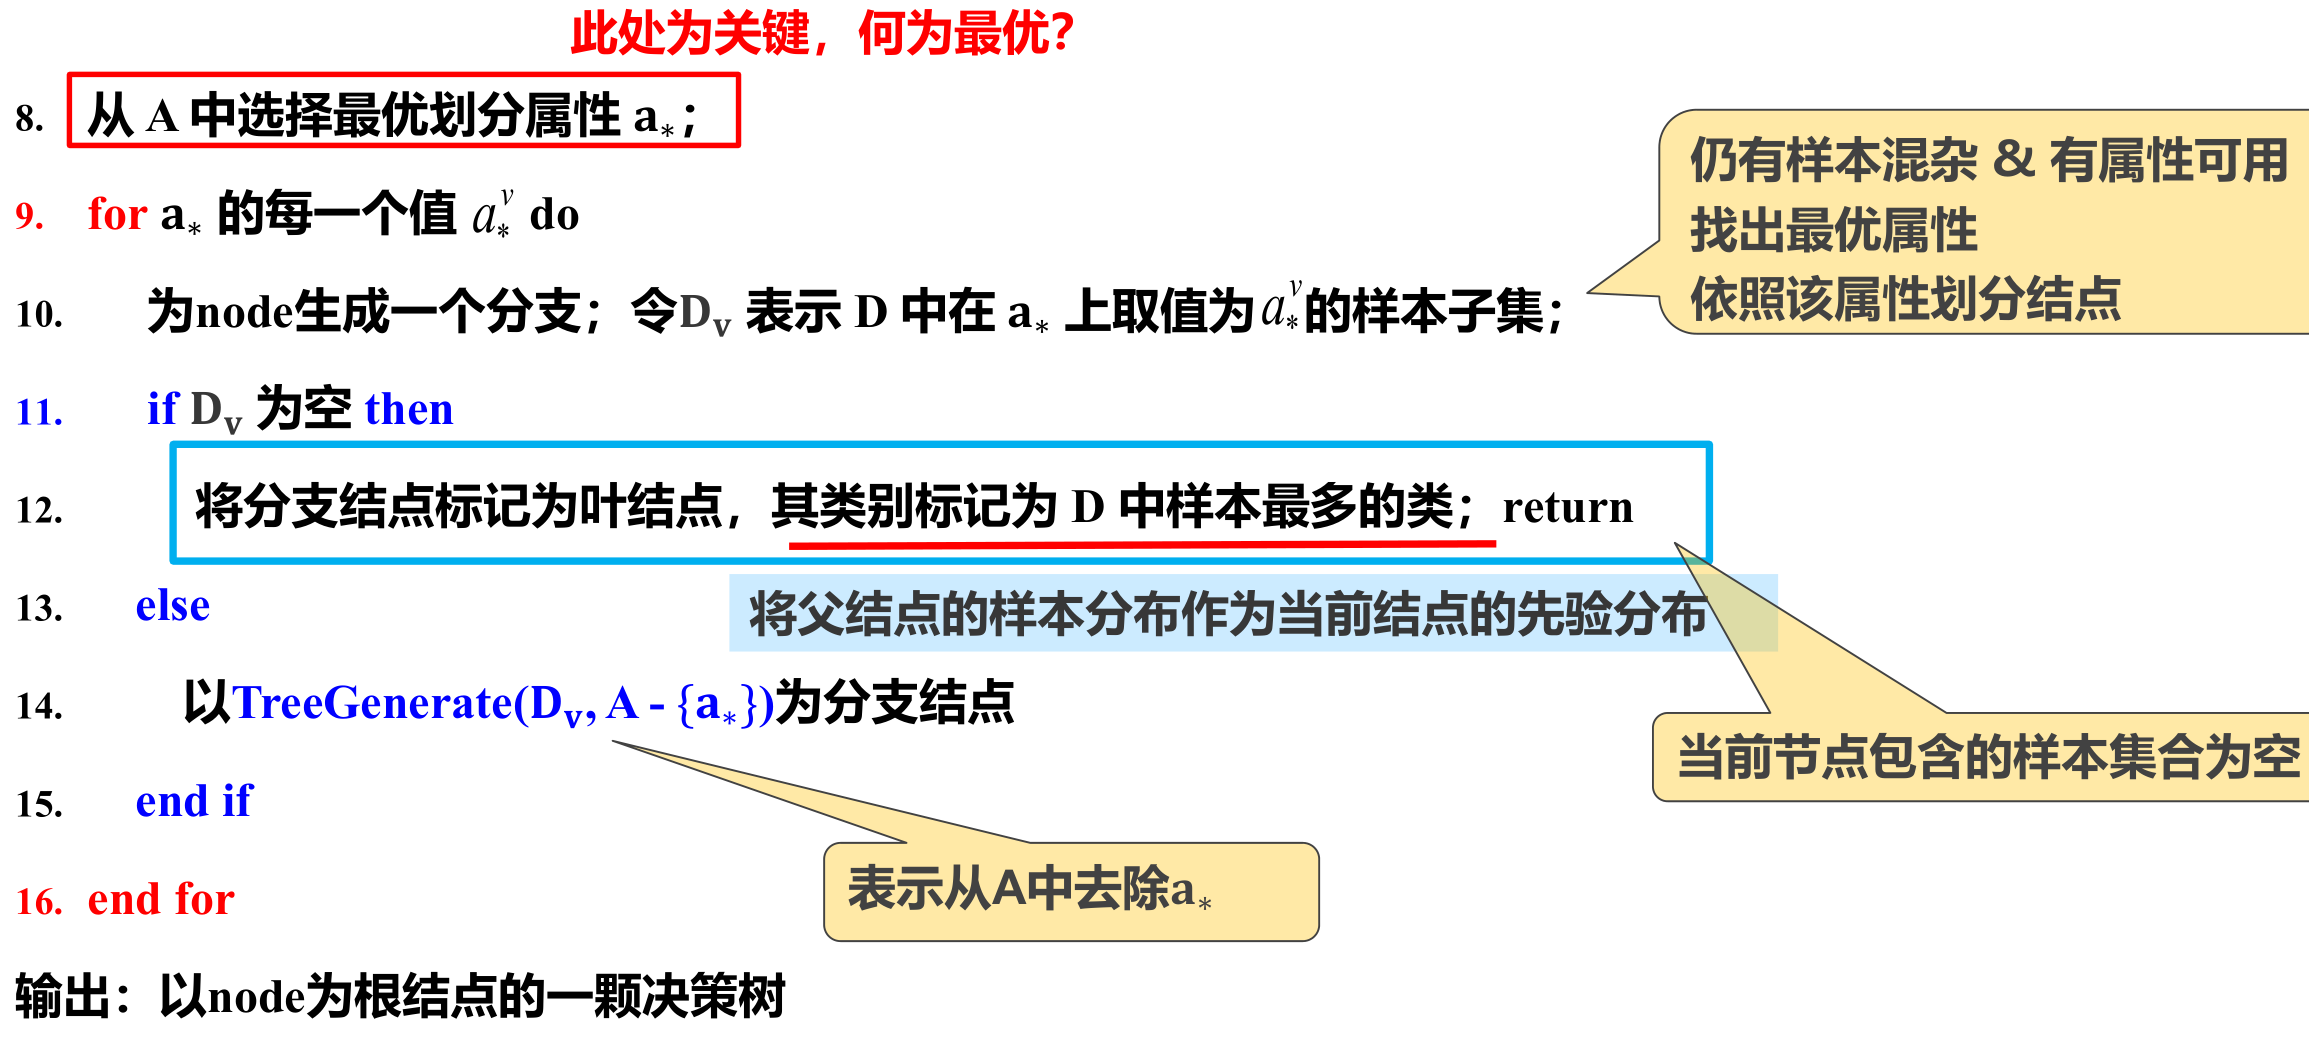 此处为关键，何为最优？
8. 从 A 中选择最优划分属性 a*；
仍有样本混杂 & 有属性可用
找出最优属性
依照该属性划分结点
9. for a* 的每一个值 a*^v do
10. 为node生成一个分支；令Dv 表示 D 中在 a* 上取值为 a*^v 的样本子集；
11. if Dv 为空 then
12. 将分支结点标记为叶结点，其类别标记为 D 中样本最多的类；return
13. else
将父结点的样本分布作为当前结点的先验分布
14. 以TreeGenerate(Dv, A - {a*})为分支结点
当前节点包含的样本集合为空
15. end if
表示从A中去除a*
16. end for
输出：以node为根结点的一颗决策树